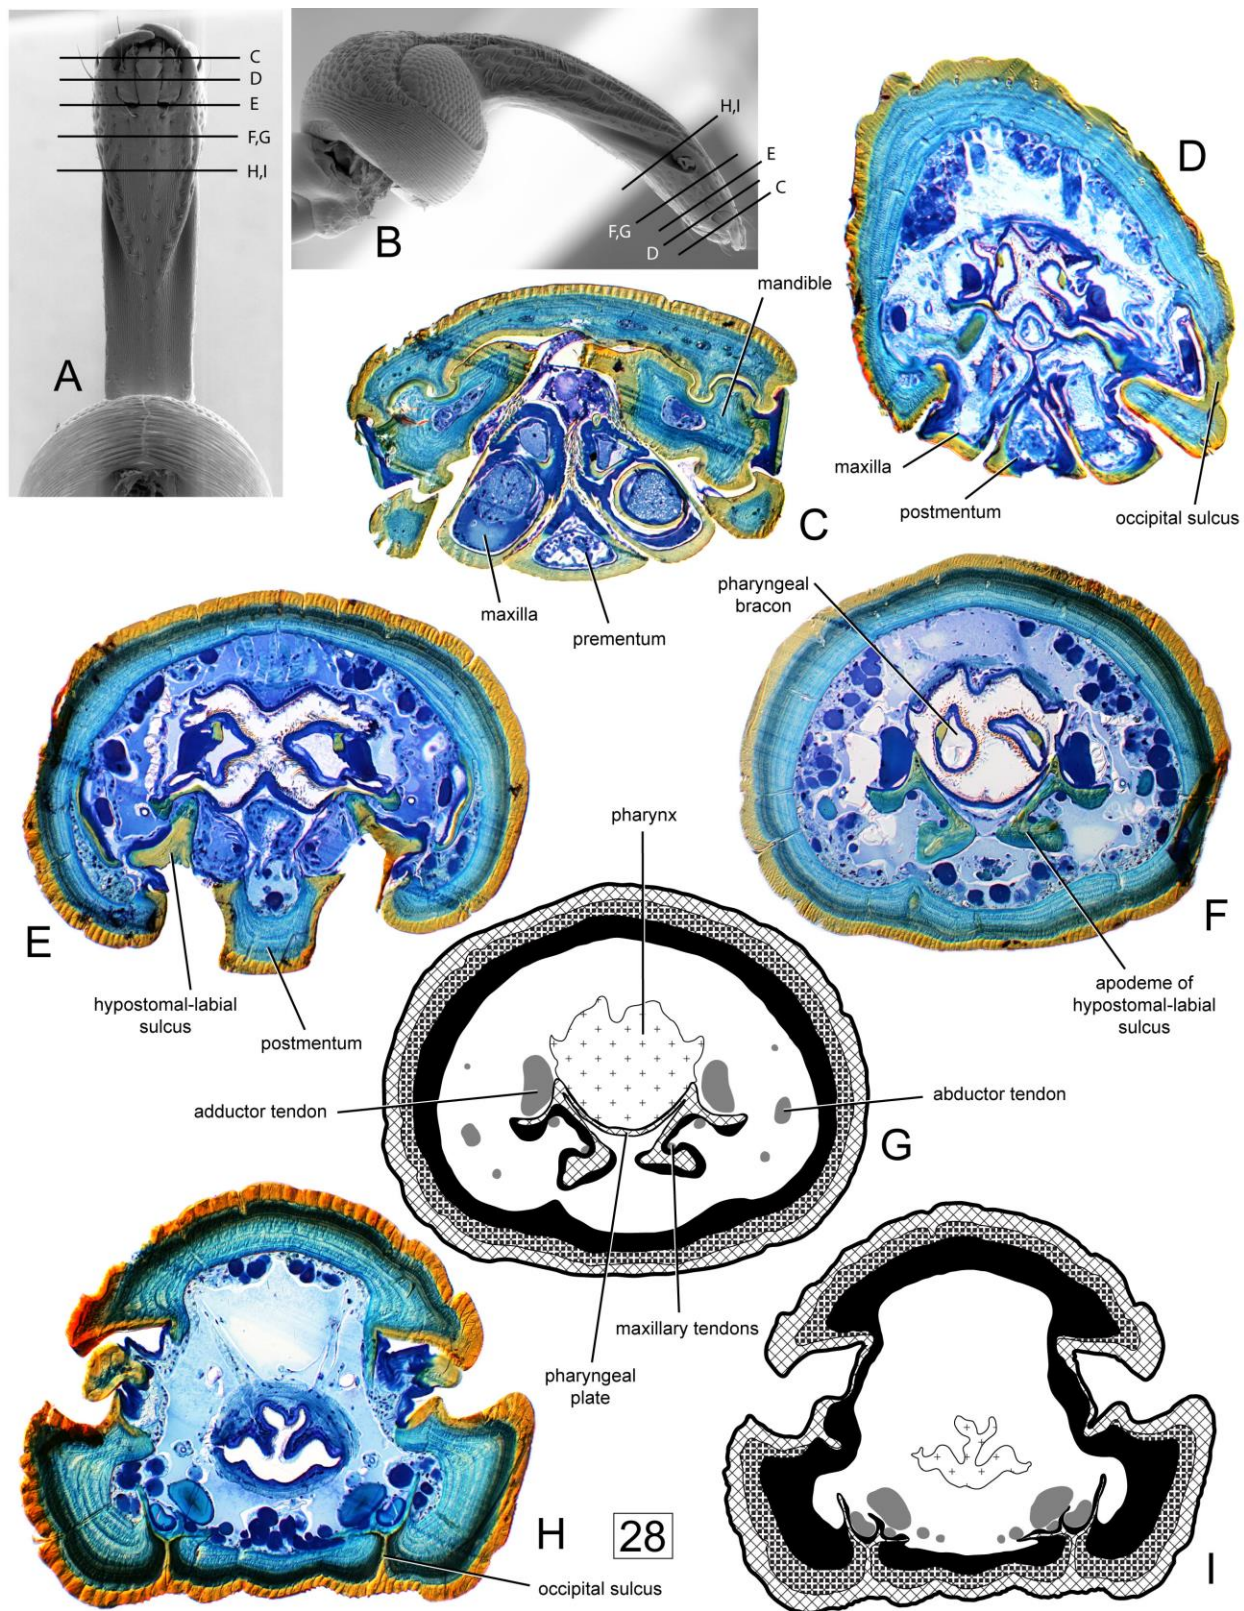 C
D
E
F,G
H,I
A
H,I
E
C
F,G
D
B
D
mandible
maxilla
postmentum
occipital sulcus
C
maxilla
prementum
pharyngeal
bracon
E
hypostomal-labial
sulcus
postmentum
pharynx
F
apodeme of
hypostomal-labial
sulcus
adductor tendon
abductor tendon
G
maxillary tendons
pharyngeal
plate
H
28
occipital sulcus
I